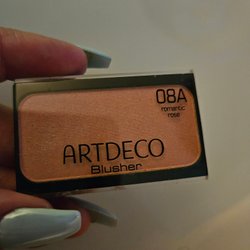 08A
romantic
rose
ARTDECO
Blusher